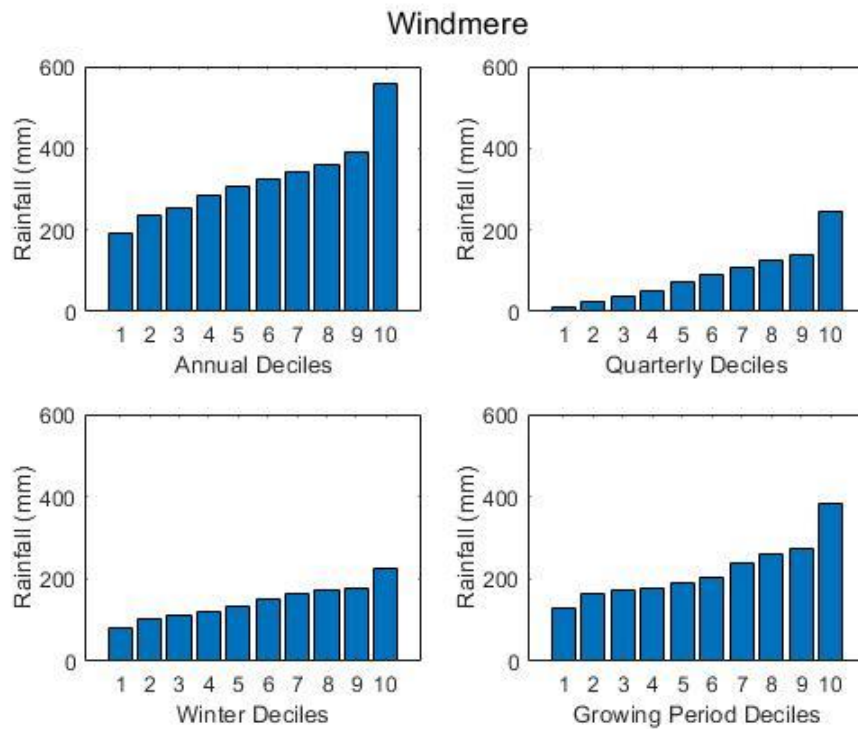 Windmere
600
400
200
0
Rainfall (mm)
1 2 3 4 5 6 7 8 9 10
Annual Deciles
600
400
200
0
Rainfall (mm)
1 2 3 4 5 6 7 8 9 10
Quarterly Deciles
600
400
200
0
Rainfall (mm)
1 2 3 4 5 6 7 8 9 10
Winter Deciles
600
400
200
0
Rainfall (mm)
1 2 3 4 5 6 7 8 9 10
Growing Period Deciles